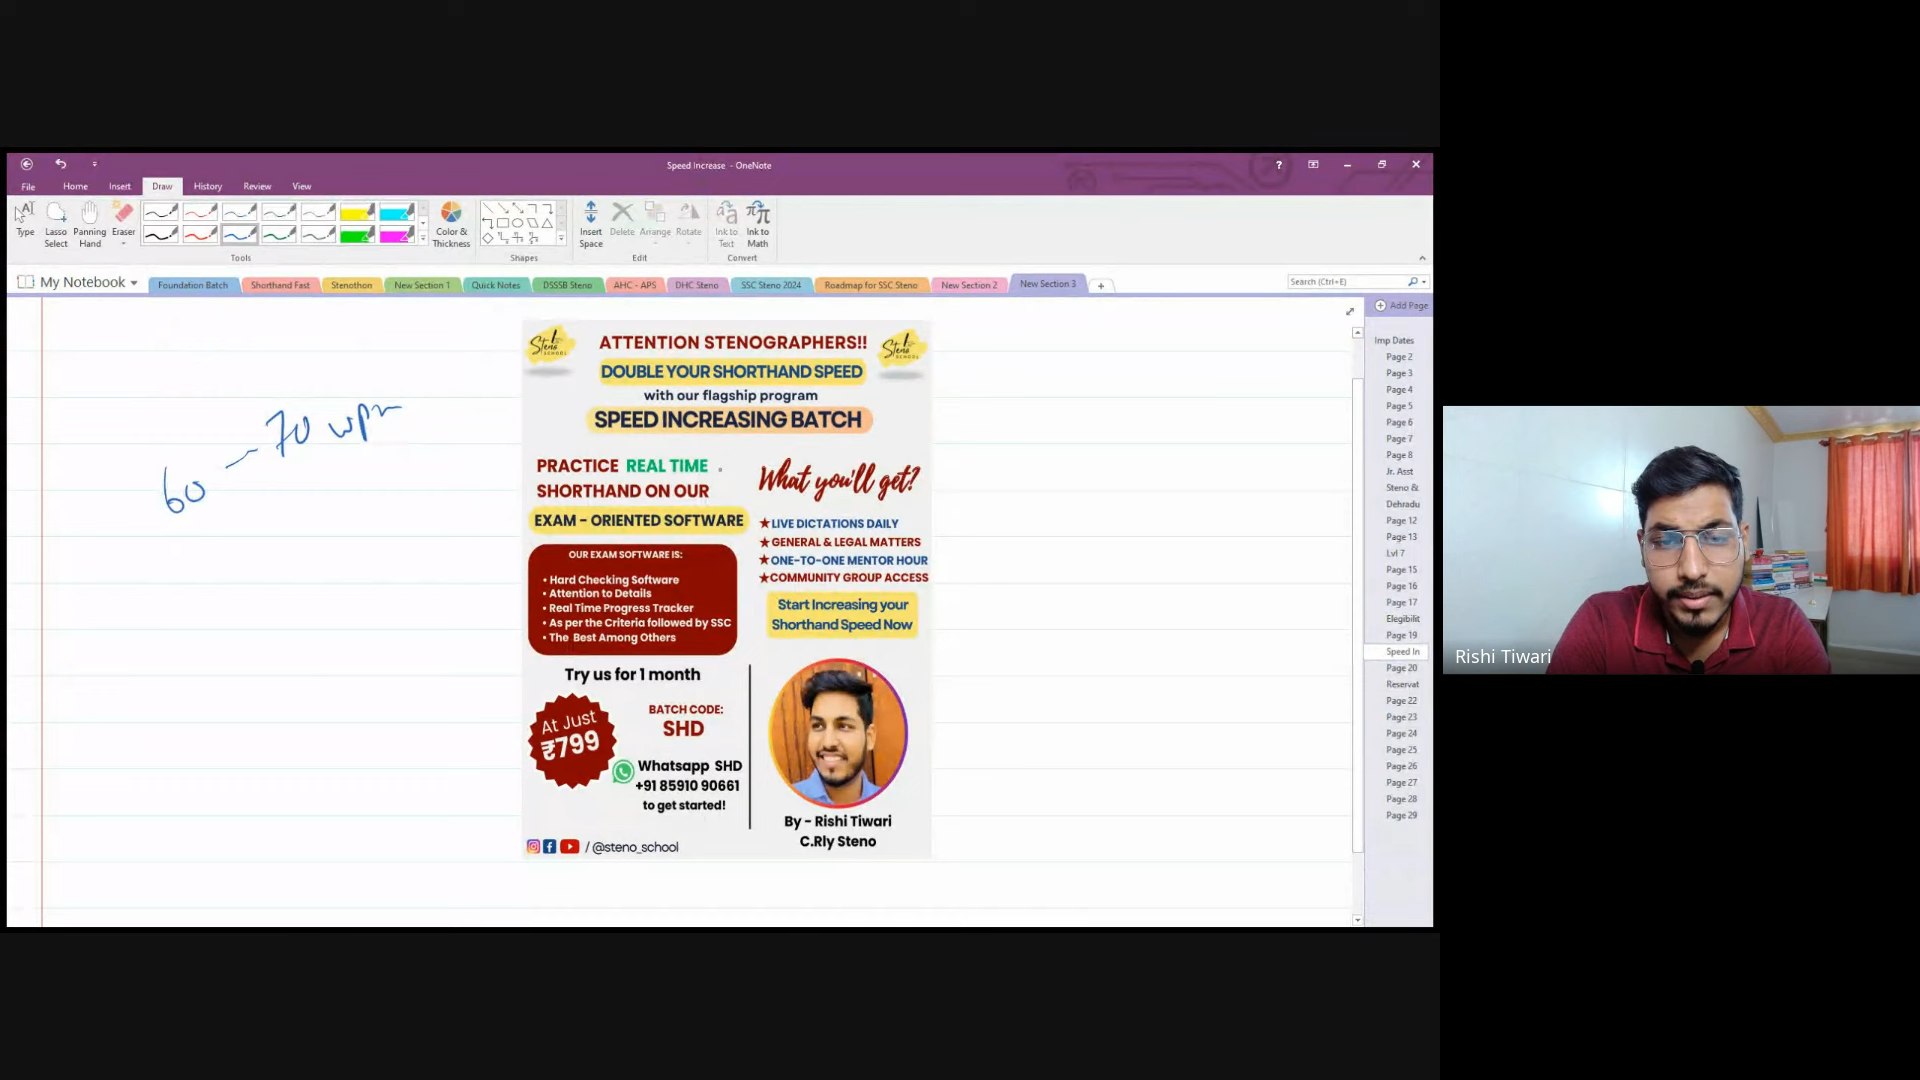 Speed Increase - OneNote
?
File
Home
Insert
Draw
History
Review
View
Type
Lasso Select
Panning Hand
Eraser
Color & Thickness
Insert Space
Delete
Arrange
Rotate
Ink to Text
Ink to Math
Tools
Shapes
Edit
Convert
My Notebook
Foundation Batch
Shorthand Fast
Stenothon
New Section 1
Quick Notes
DSSSB Steno
AHC - APS
DHC Steno
SSC Steno 2024
Roadmap for SSC Steno
New Section 2
New Section 3
Search (Ctrl+E)
Add Page
60 - 70 wpm
Steno SCHOOL
ATTENTION STENOGRAPHERS!!
Steno SCHOOL
DOUBLE YOUR SHORTHAND SPEED
with our flagship program
SPEED INCREASING BATCH
PRACTICE REAL TIME
SHORTHAND ON OUR
EXAM - ORIENTED SOFTWARE
OUR EXAM SOFTWARE IS:
• Hard Checking Software
• Attention to Details
• Real Time Progress Tracker
• As per the Criteria followed by SSC
• The Best Among Others
What you'll get?
★LIVE DICTATIONS DAILY
★GENERAL & LEGAL MATTERS
★ONE-TO-ONE MENTOR HOUR
★COMMUNITY GROUP ACCESS
Start Increasing your
Shorthand Speed Now
Try us for 1 month
At Just
₹799
BATCH CODE:
SHD
Whatsapp SHD
+91 85910 90661
to get started!
By - Rishi Tiwari
C.Rly Steno
/ @steno_school
Imp Dates
Page 2
Page 3
Page 4
Page 5
Page 6
Page 7
Page 8
Jr. Asst
Steno &
Dehradu
Page 12
Page 13
Lvl 7
Page 15
Page 16
Page 17
Elegibilit
Page 19
Speed In
Page 20
Reservat
Page 22
Page 23
Page 24
Page 25
Page 26
Page 27
Page 28
Page 29
Rishi Tiwari